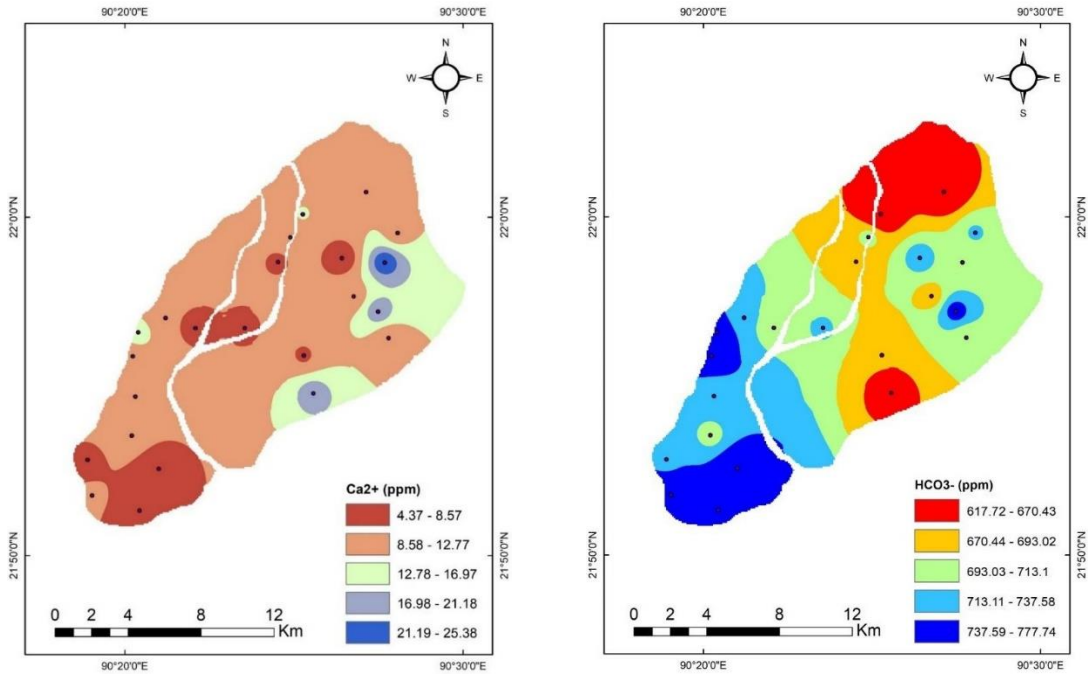 90°20'0"E 90°30'0"E
N
W E
S
22°0'0"N 22°0'0"N
21°50'0"N 21°50'0"N
Ca2+ (ppm)
4.37 - 8.57
8.58 - 12.77
12.78 - 16.97
16.98 - 21.18
21.19 - 25.38
0 2 4 8 12
Km
90°20'0"E 90°30'0"E
90°20'0"E 90°30'0"E
N
W E
S
22°0'0"N 22°0'0"N
21°50'0"N 21°50'0"N
HCO3- (ppm)
617.72 - 670.43
670.44 - 693.02
693.03 - 713.1
713.11 - 737.58
737.59 - 777.74
0 2 4 8 12
Km
90°20'0"E 90°30'0"E